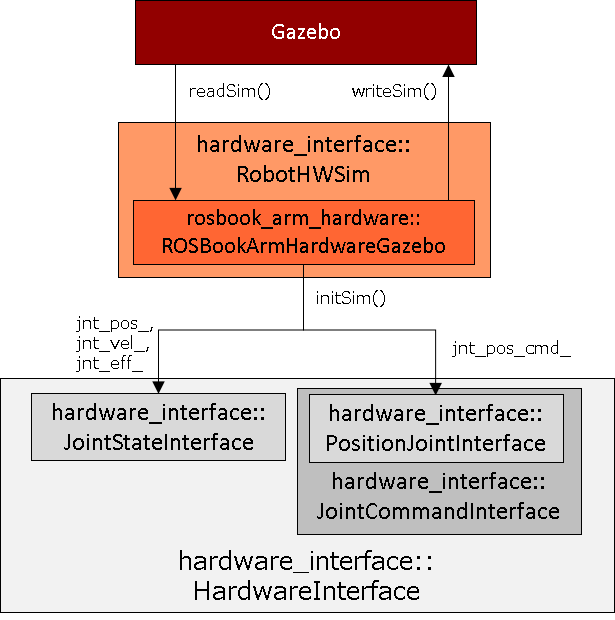 Gazebo
readSim()
writeSim()
hardware_interface::
RobotHWSim
rosbook_arm_hardware::
ROSBookArmHardwareGazebo
initSim()
jnt_pos_,
jnt_vel_,
jnt_eff_
jnt_pos_cmd_
hardware_interface::
JointStateInterface
hardware_interface::
PositionJointInterface
hardware_interface::
JointCommandInterface
hardware_interface::
HardwareInterface